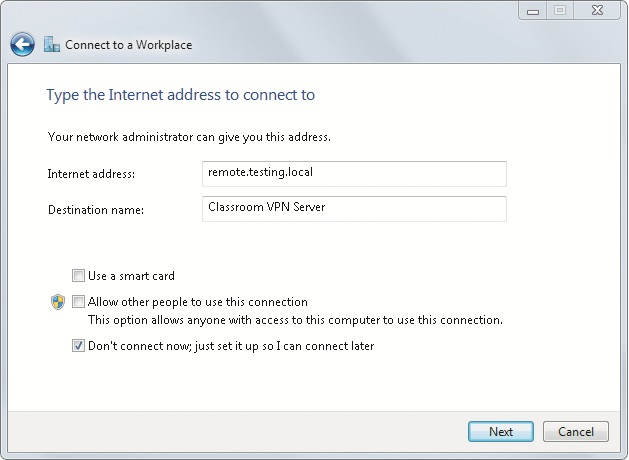 Connect to a Workplace
Type the Internet address to connect to
Your network administrator can give you this address.
Internet address: remote.testing.local
Destination name: Classroom VPN Server
Use a smart card
Allow other people to use this connection
This option allows anyone with access to this computer to use this connection.
Don't connect now; just set it up so I can connect later
Next Cancel